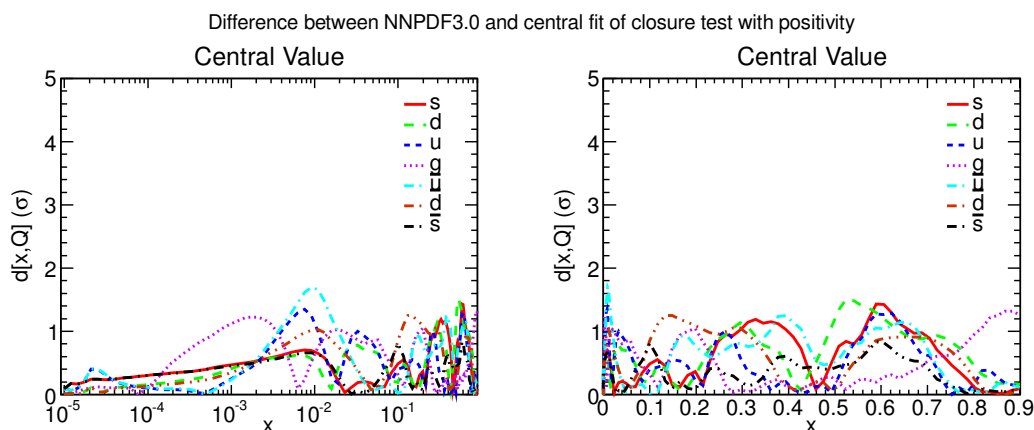 Difference between NNPDF3.0 and central fit of closure test with positivity
Central Value
d[x,Q] (σ)
5
4
3
2
1
0
s
d
u
g
u̅
d̅
s̅
10⁻⁵
10⁻⁴
10⁻³
10⁻²
10⁻¹
x
Central Value
d[x,Q] (σ)
5
4
3
2
1
0
s
d
u
g
u̅
d̅
s̅
0 0.1 0.2 0.3 0.4 0.5 0.6 0.7 0.8 0.9
x